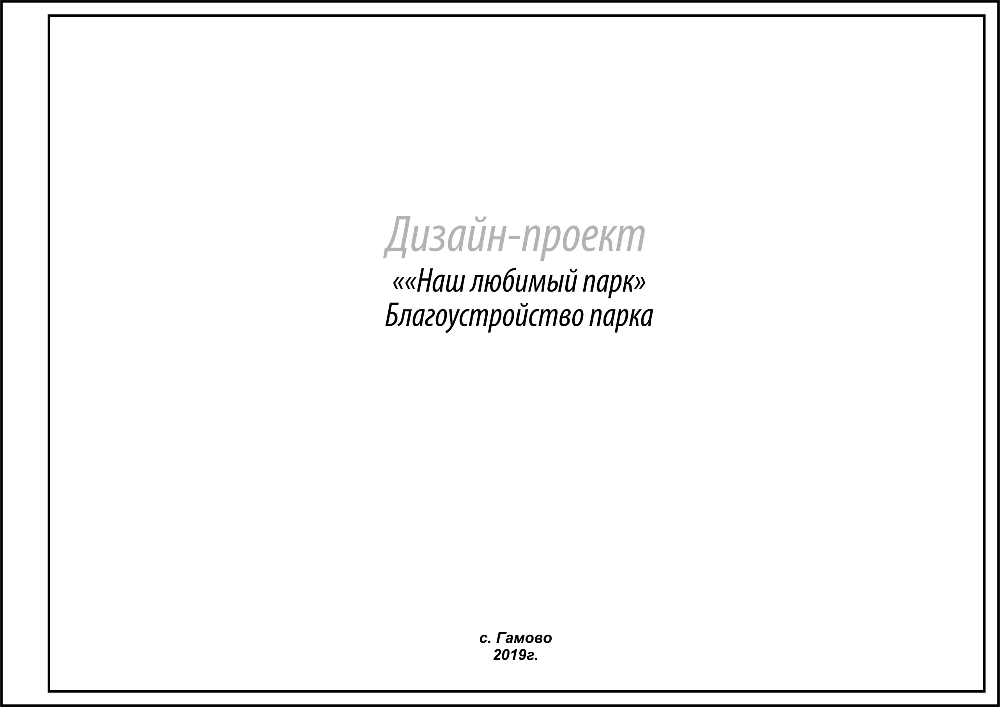 Дизайн-проект
««Наш любимый парк»
Благоустройство парка
с. Гамово
2019г.